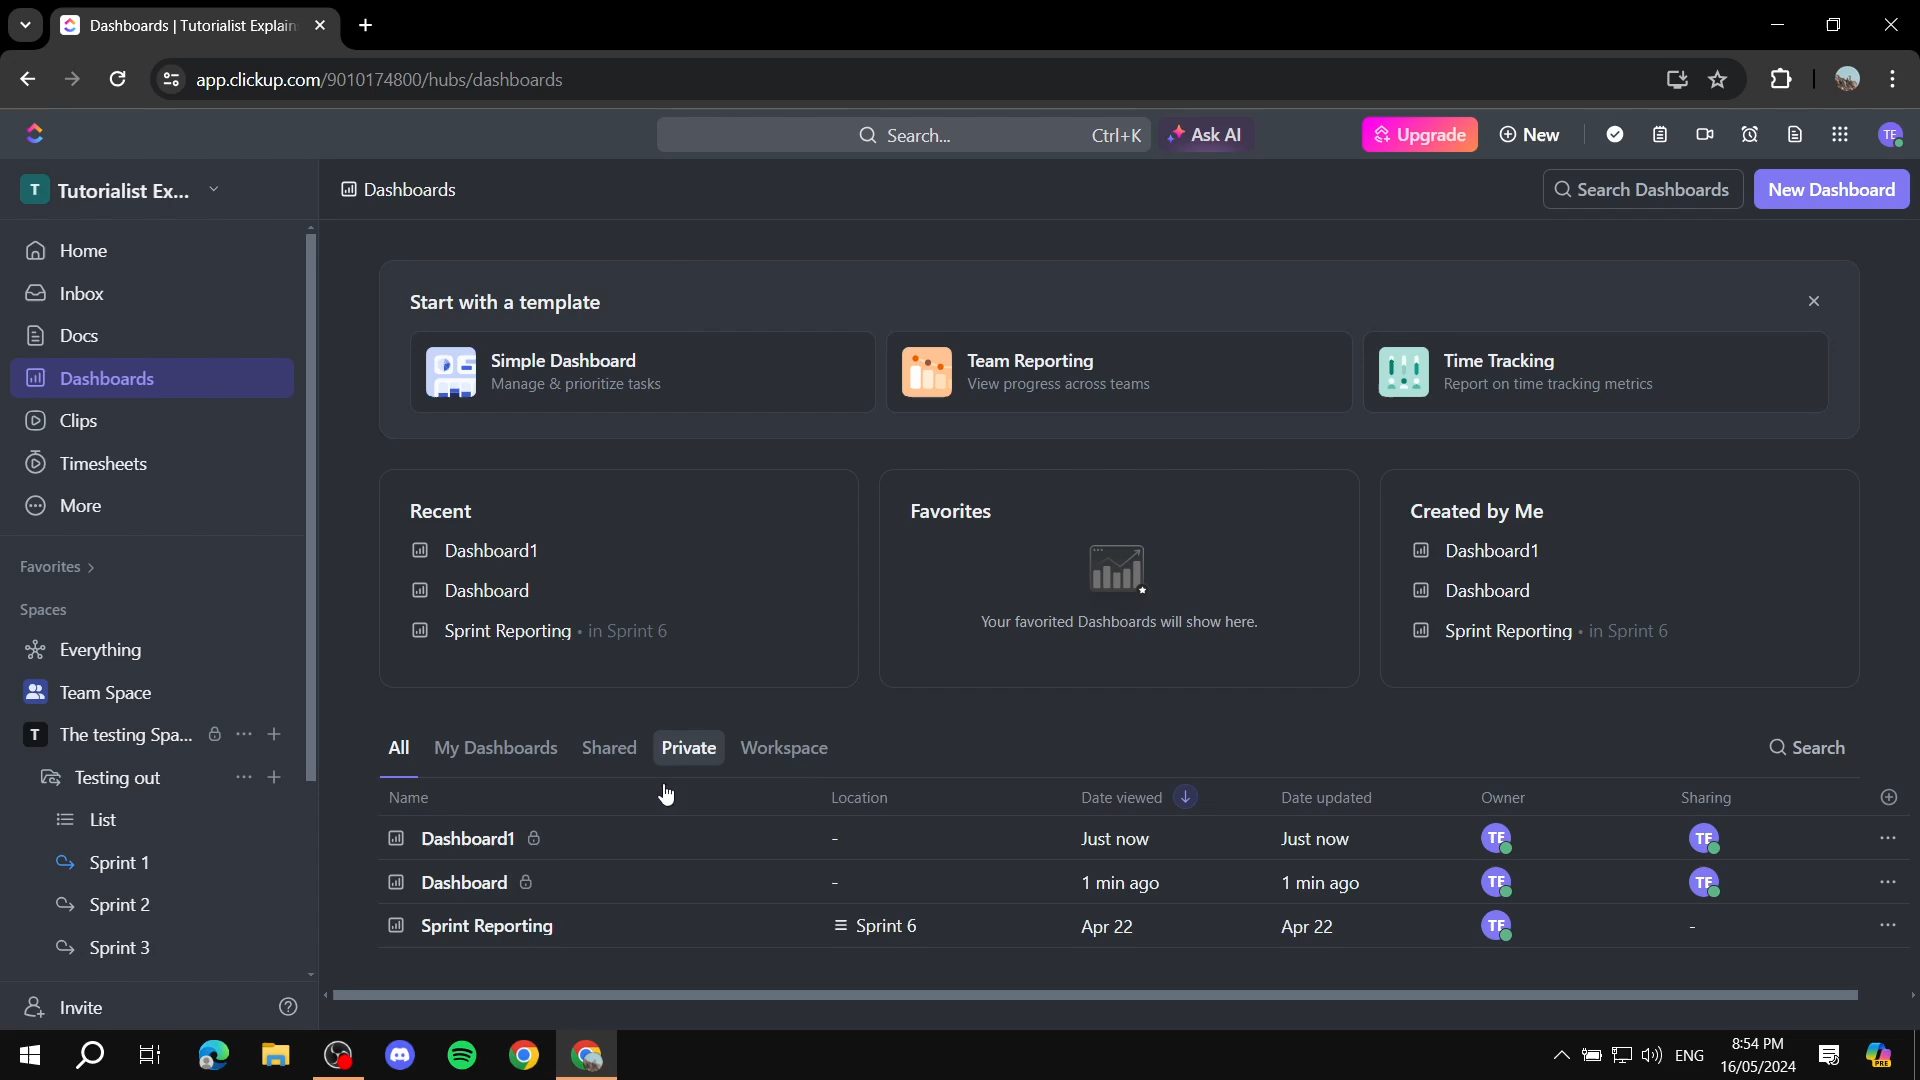 Dashboards | Tutorialist Explain
app.clickup.com/9010174800/hubs/dashboards
Search... Ctrl+K
Ask AI
Upgrade
New
TE
T Tutorialist Ex...
Dashboards
Search Dashboards
New Dashboard
Home
Inbox
Docs
Dashboards
Clips
Timesheets
More
Favorites
Spaces
Everything
Team Space
T The testing Spa...
Testing out
List
Sprint 1
Sprint 2
Sprint 3
Invite
Start with a template
Simple Dashboard
Manage & prioritize tasks
Team Reporting
View progress across teams
Time Tracking
Report on time tracking metrics
Recent
Dashboard1
Dashboard
Sprint Reporting • in Sprint 6
Favorites
Your favorited Dashboards will show here.
Created by Me
Dashboard1
Dashboard
Sprint Reporting • in Sprint 6
All My Dashboards Shared Private Workspace Search
Name Location Date viewed Date updated Owner Sharing
Dashboard1 - Just now Just now TE TE
Dashboard - 1 min ago 1 min ago TE TE
Sprint Reporting Sprint 6 Apr 22 Apr 22 TE -
ENG
8:54 PM
16/05/2024
PRE